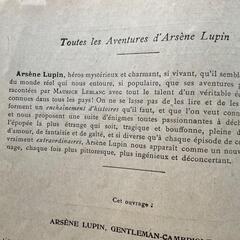 Toutes les Aventures d'Arsène Lupin
Arsène Lupin, héros mystérieux et charmant, si vivant, qu'il sembl
du monde réel qui nous entoure, si populaire, que ses aventures p
racontées par MAURICE LEBLANC avec tout le talent d'un véritable é
connues dans tous les pays! On ne se lasse pas de les lire et de les
forment un enchaînement d'histoires qu'il faut, et que l'on veut conn
et nous proposent une suite d'énigmes toutes passionnantes à déch
l'épopée la plus étrange qui soit, tragique et bouffonne, pleine d
d'amour, de fantaisie et de gaîté, et si diverse qu'à chaque épisode de c
vraiment extraordinaires, Arsène Lupin nous apparaît comme un nouve
nage, chaque fois plus pittoresque, plus ingénieux et déconcertant.
Cet ouvrage :
ARSÈNE LUPIN, GENTLEMAN-CAMBRIOL